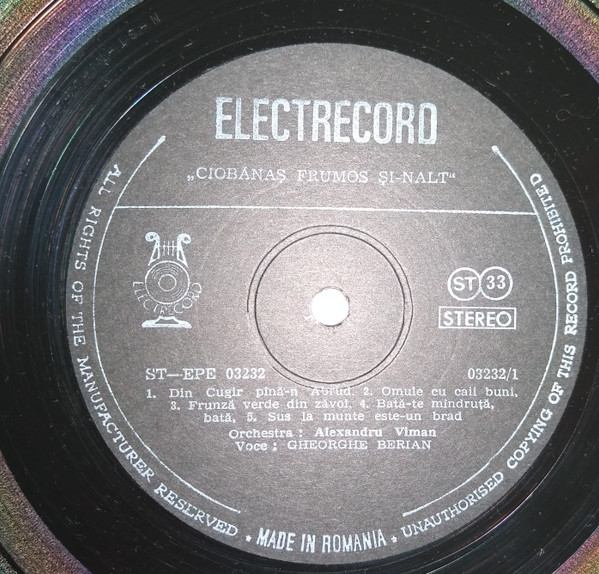 ELECTRECORD
„CIOBĂNAȘ FRUMOS ȘI-NALT“
ELECTRECORD
ST 33
STEREO
ST—EPE 03232 03232/1
1. Din Cugir pînă-n Abrud. 2. Omule cu caii buni,
3. Frunză verde din zăvol. 4. Bată-te mîndruță,
bată, 5. Sus la munte este-un brad
Orchestra : Alexandru Viman
Voce : GHEORGHE BERIAN
ALL RIGHTS OF THE MANUFACTURER RESERVED ★ MADE IN ROMANIA ★ UNAUTHORISED COPYING OF THIS RECORD PROHIBITED